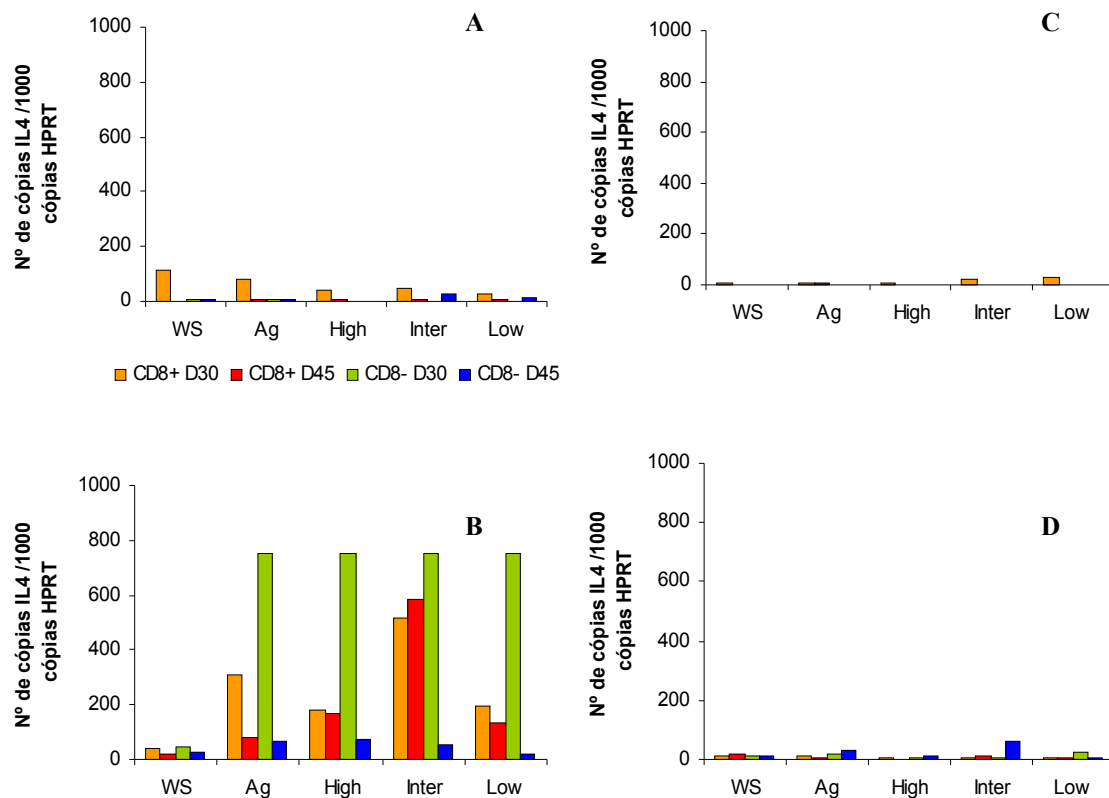 A
Nº de cópias IL4 /1000
cópias HPRT
1000
800
600
400
200
0
WS Ag High Inter Low
CD8+ D30 CD8+ D45 CD8- D30 CD8- D45
C
Nº de cópias IL4 /1000
cópias HPRT
1000
800
600
400
200
0
WS Ag High Inter Low
B
Nº de cópias IL4 /1000
cópias HPRT
1000
800
600
400
200
0
WS Ag High Inter Low
D
Nº de cópias IL4 /1000
cópias HPRT
1000
800
600
400
200
0
WS Ag High Inter Low